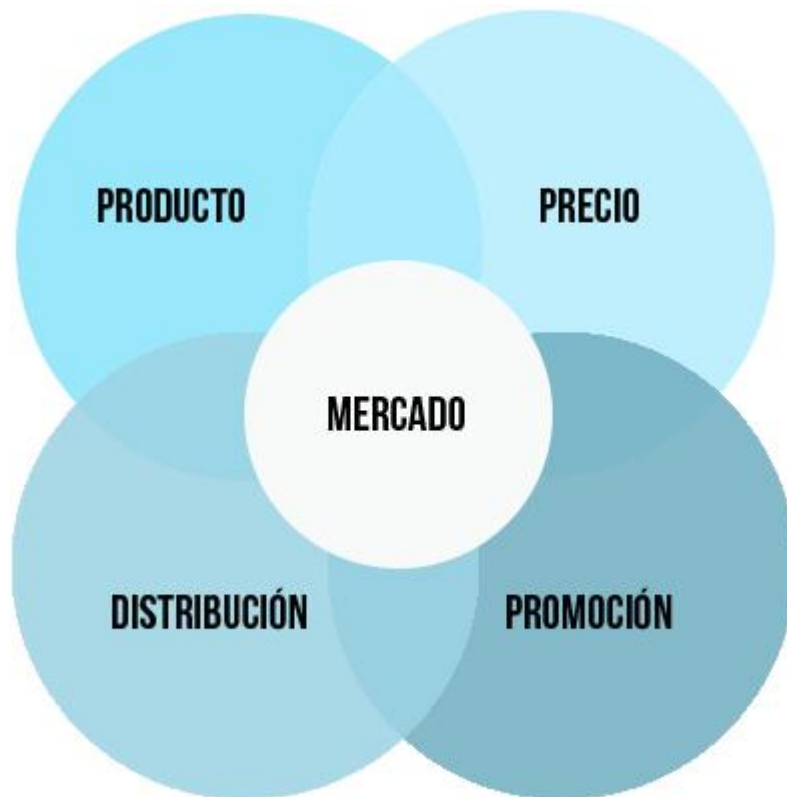 PRODUCTO
PRECIO
MERCADO
DISTRIBUCIÓN
PROMOCIÓN